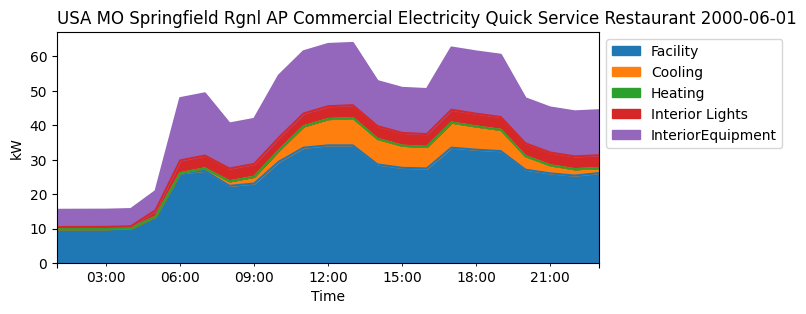 USA MO Springfield Rgnl AP Commercial Electricity Quick Service Restaurant 2000-06-01
60
50
40
30
20
10
0
kW
03:00 06:00 09:00 12:00 15:00 18:00 21:00
Time
Facility
Cooling
Heating
Interior Lights
InteriorEquipment